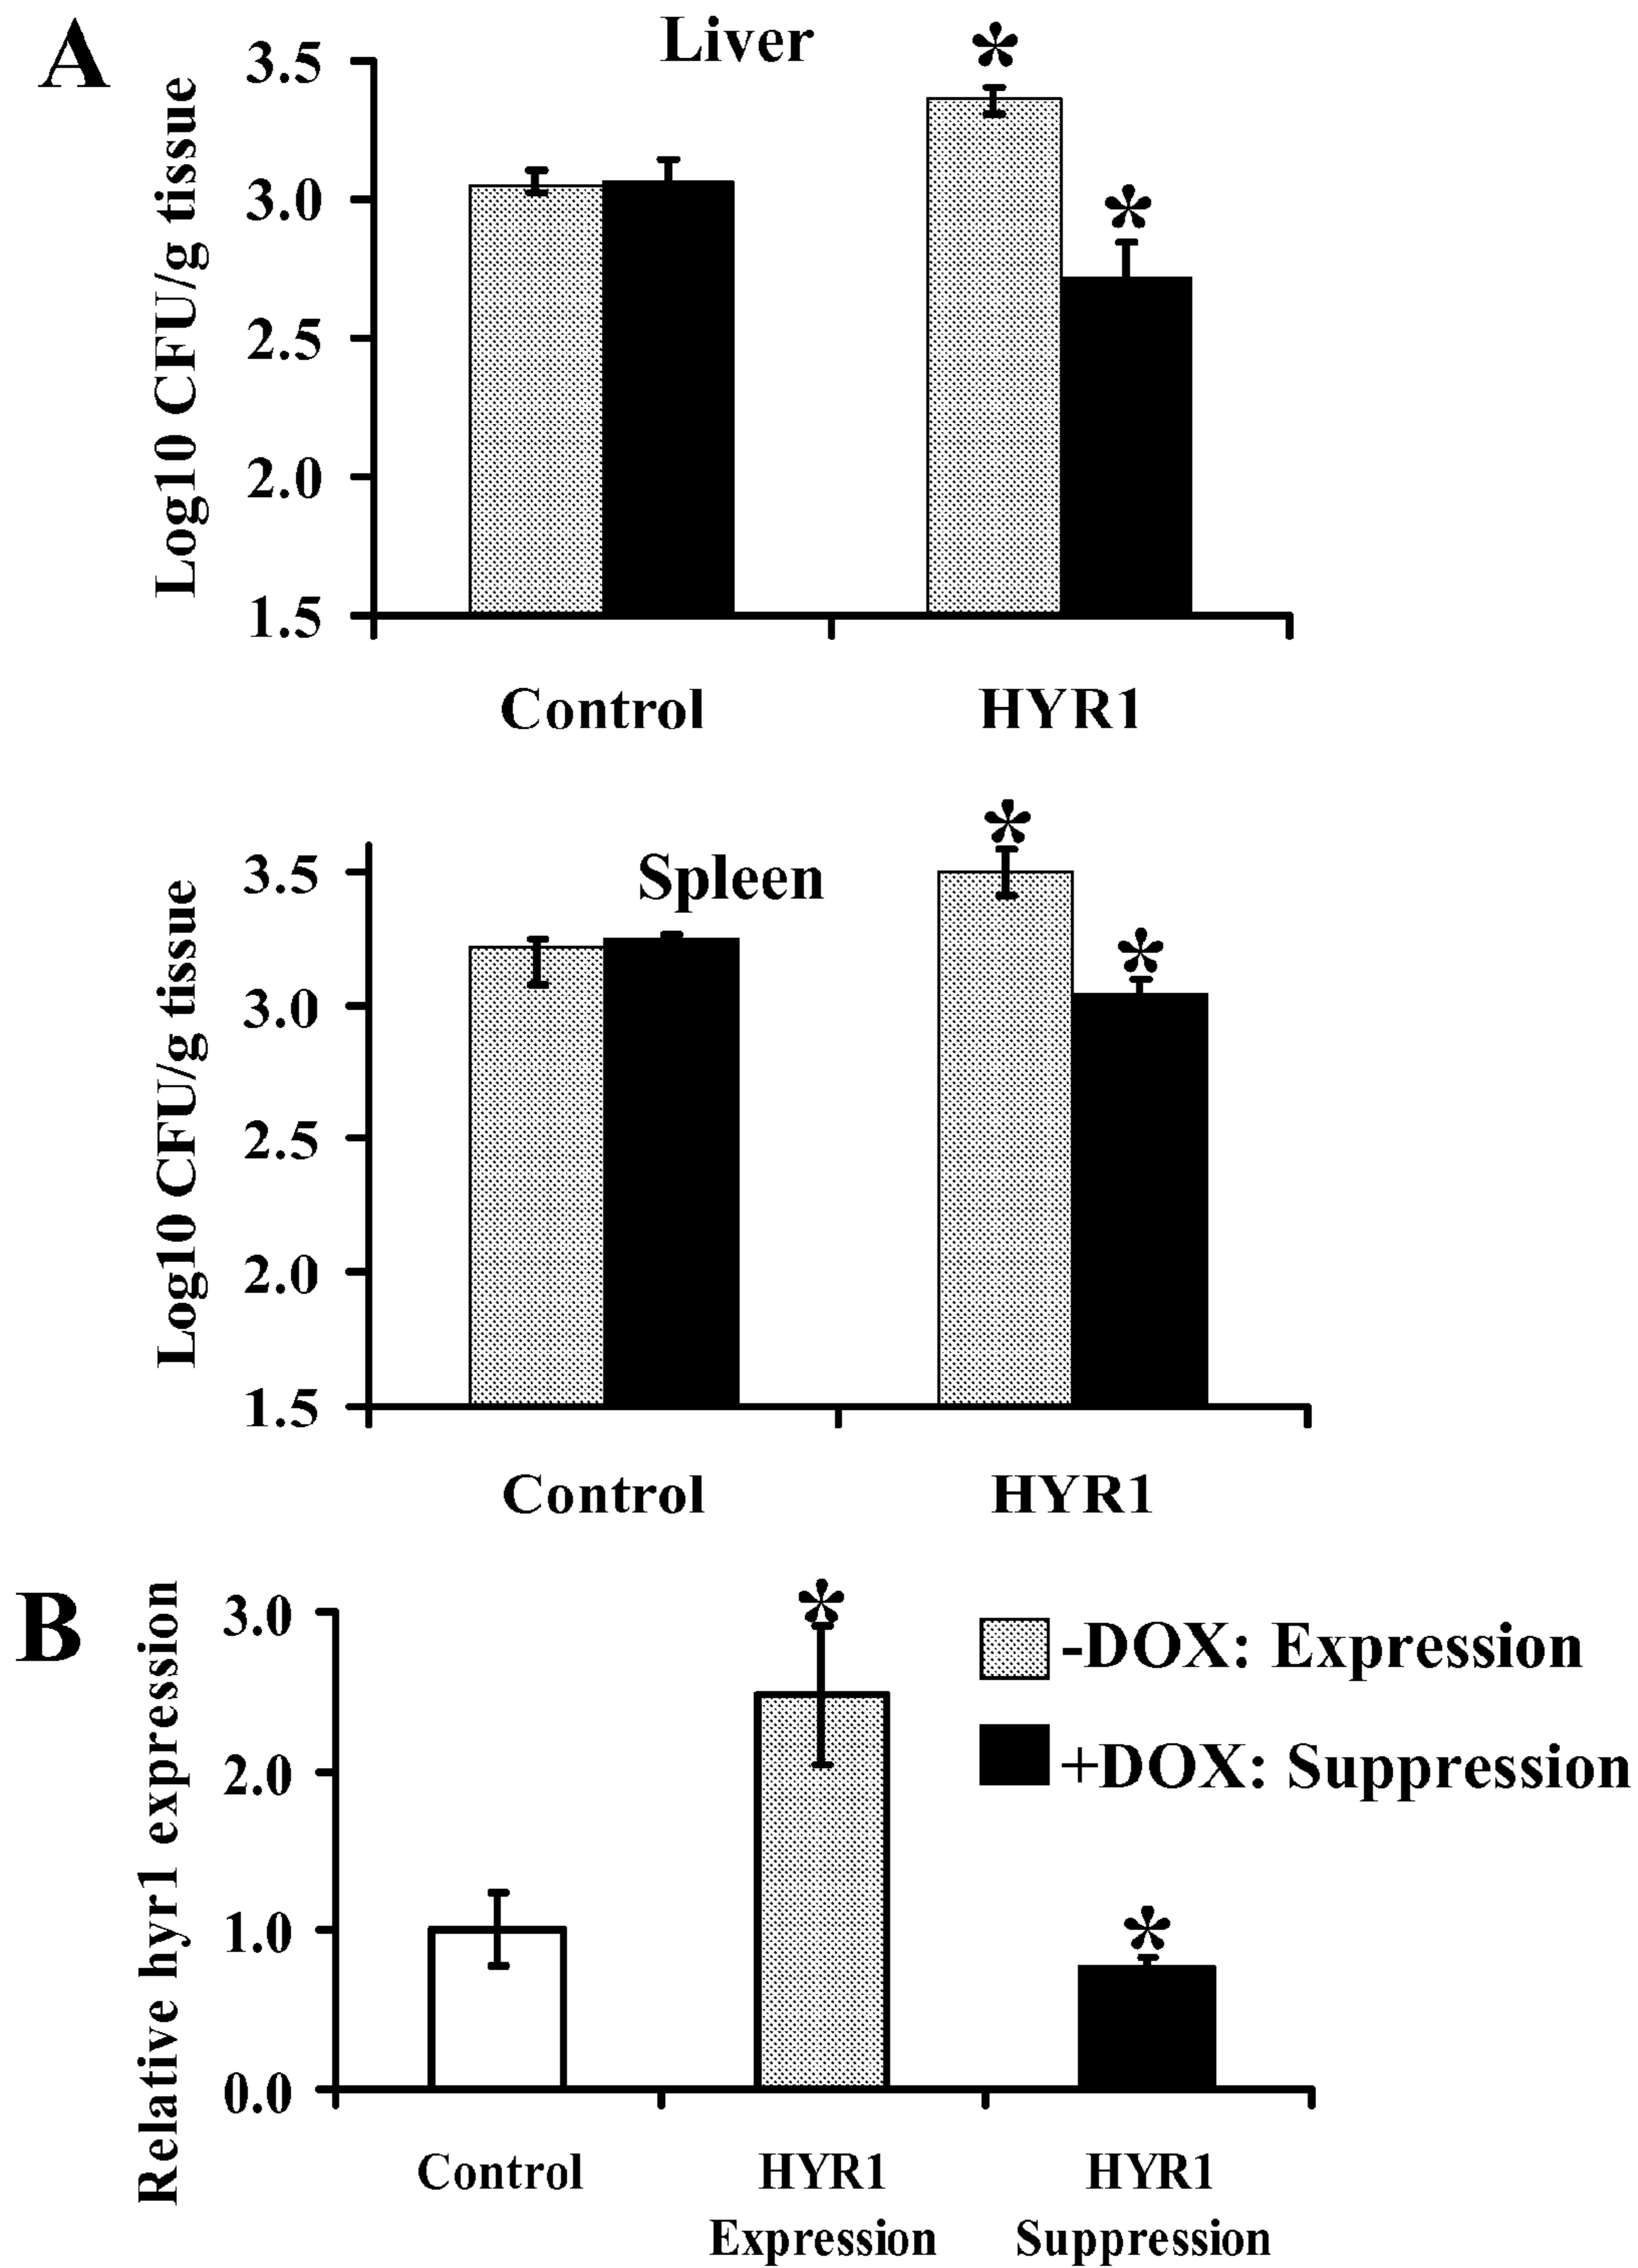 A
Liver
*
3.5
3.0
2.5
2.0
1.5
*
Log10 CFU/g tissue
Control HYR1
Spleen
*
3.5
3.0
2.5
2.0
1.5
*
Log10 CFU/g tissue
Control HYR1
B
*
3.0
2.0
1.0
0.0
*
Relative hyr1 expression
-DOX: Expression
+DOX: Suppression
Control
HYR1
Expression
HYR1
Suppression